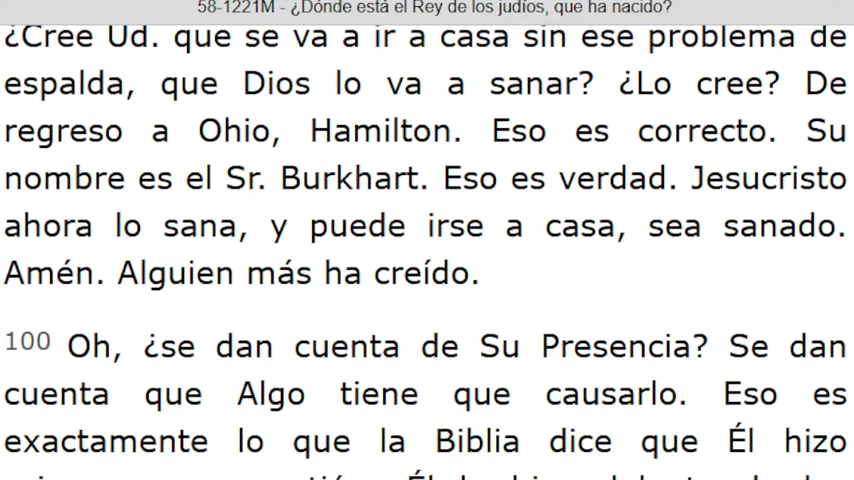 58-1221M - ¿Dónde está el Rey de los judíos, que ha nacido?
¿Cree Ud. que se va a ir a casa sin ese problema de
espalda, que Dios lo va a sanar? ¿Lo cree? De
regreso a Ohio, Hamilton. Eso es correcto. Su
nombre es el Sr. Burkhart. Eso es verdad. Jesucristo
ahora lo sana, y puede irse a casa, sea sanado.
Amén. Alguien más ha creído.
100 Oh, ¿se dan cuenta de Su Presencia? Se dan
cuenta que Algo tiene que causarlo. Eso es
exactamente lo que la Biblia dice que Él hizo